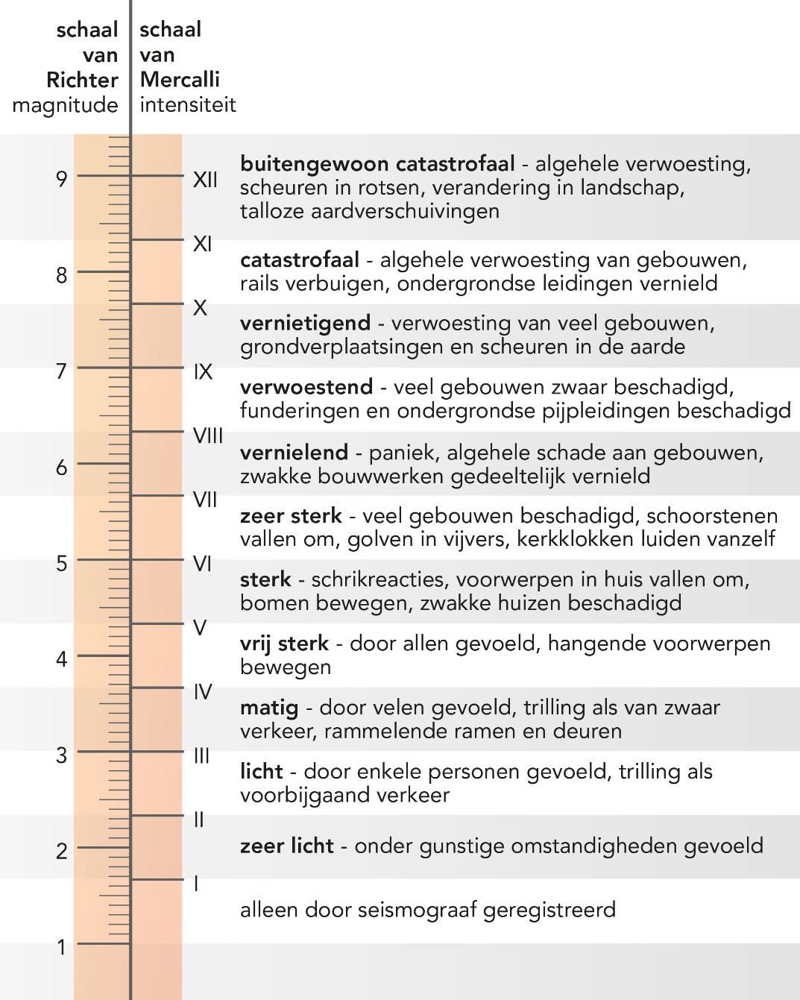 schaal
van
Richter
magnitude
schaal
van
Mercalli
intensiteit
9
XII
buitengewoon catastrofaal - algehele verwoesting,
scheuren in rotsen, verandering in landschap,
talloze aardverschuivingen
XI
catastrofaal - algehele verwoesting van gebouwen,
rails verbuigen, ondergrondse leidingen vernield
8
X
vernietigend - verwoesting van veel gebouwen,
grondverplaatsingen en scheuren in de aarde
7
IX
verwoestend - veel gebouwen zwaar beschadigd,
funderingen en ondergrondse pijpleidingen beschadigd
VIII
vernielend - paniek, algehele schade aan gebouwen,
zwakke bouwwerken gedeeltelijk vernield
6
VII
zeer sterk - veel gebouwen beschadigd, schoorstenen
vallen om, golven in vijvers, kerkklokken luiden vanzelf
5
VI
sterk - schrikreacties, voorwerpen in huis vallen om,
bomen bewegen, zwakke huizen beschadigd
V
vrij sterk - door allen gevoeld, hangende voorwerpen
bewegen
4
IV
matig - door velen gevoeld, trilling als van zwaar
verkeer, rammelende ramen en deuren
3
III
licht - door enkele personen gevoeld, trilling als
voorbijgaand verkeer
II
zeer licht - onder gunstige omstandigheden gevoeld
2
I
alleen door seismograaf geregistreerd
1